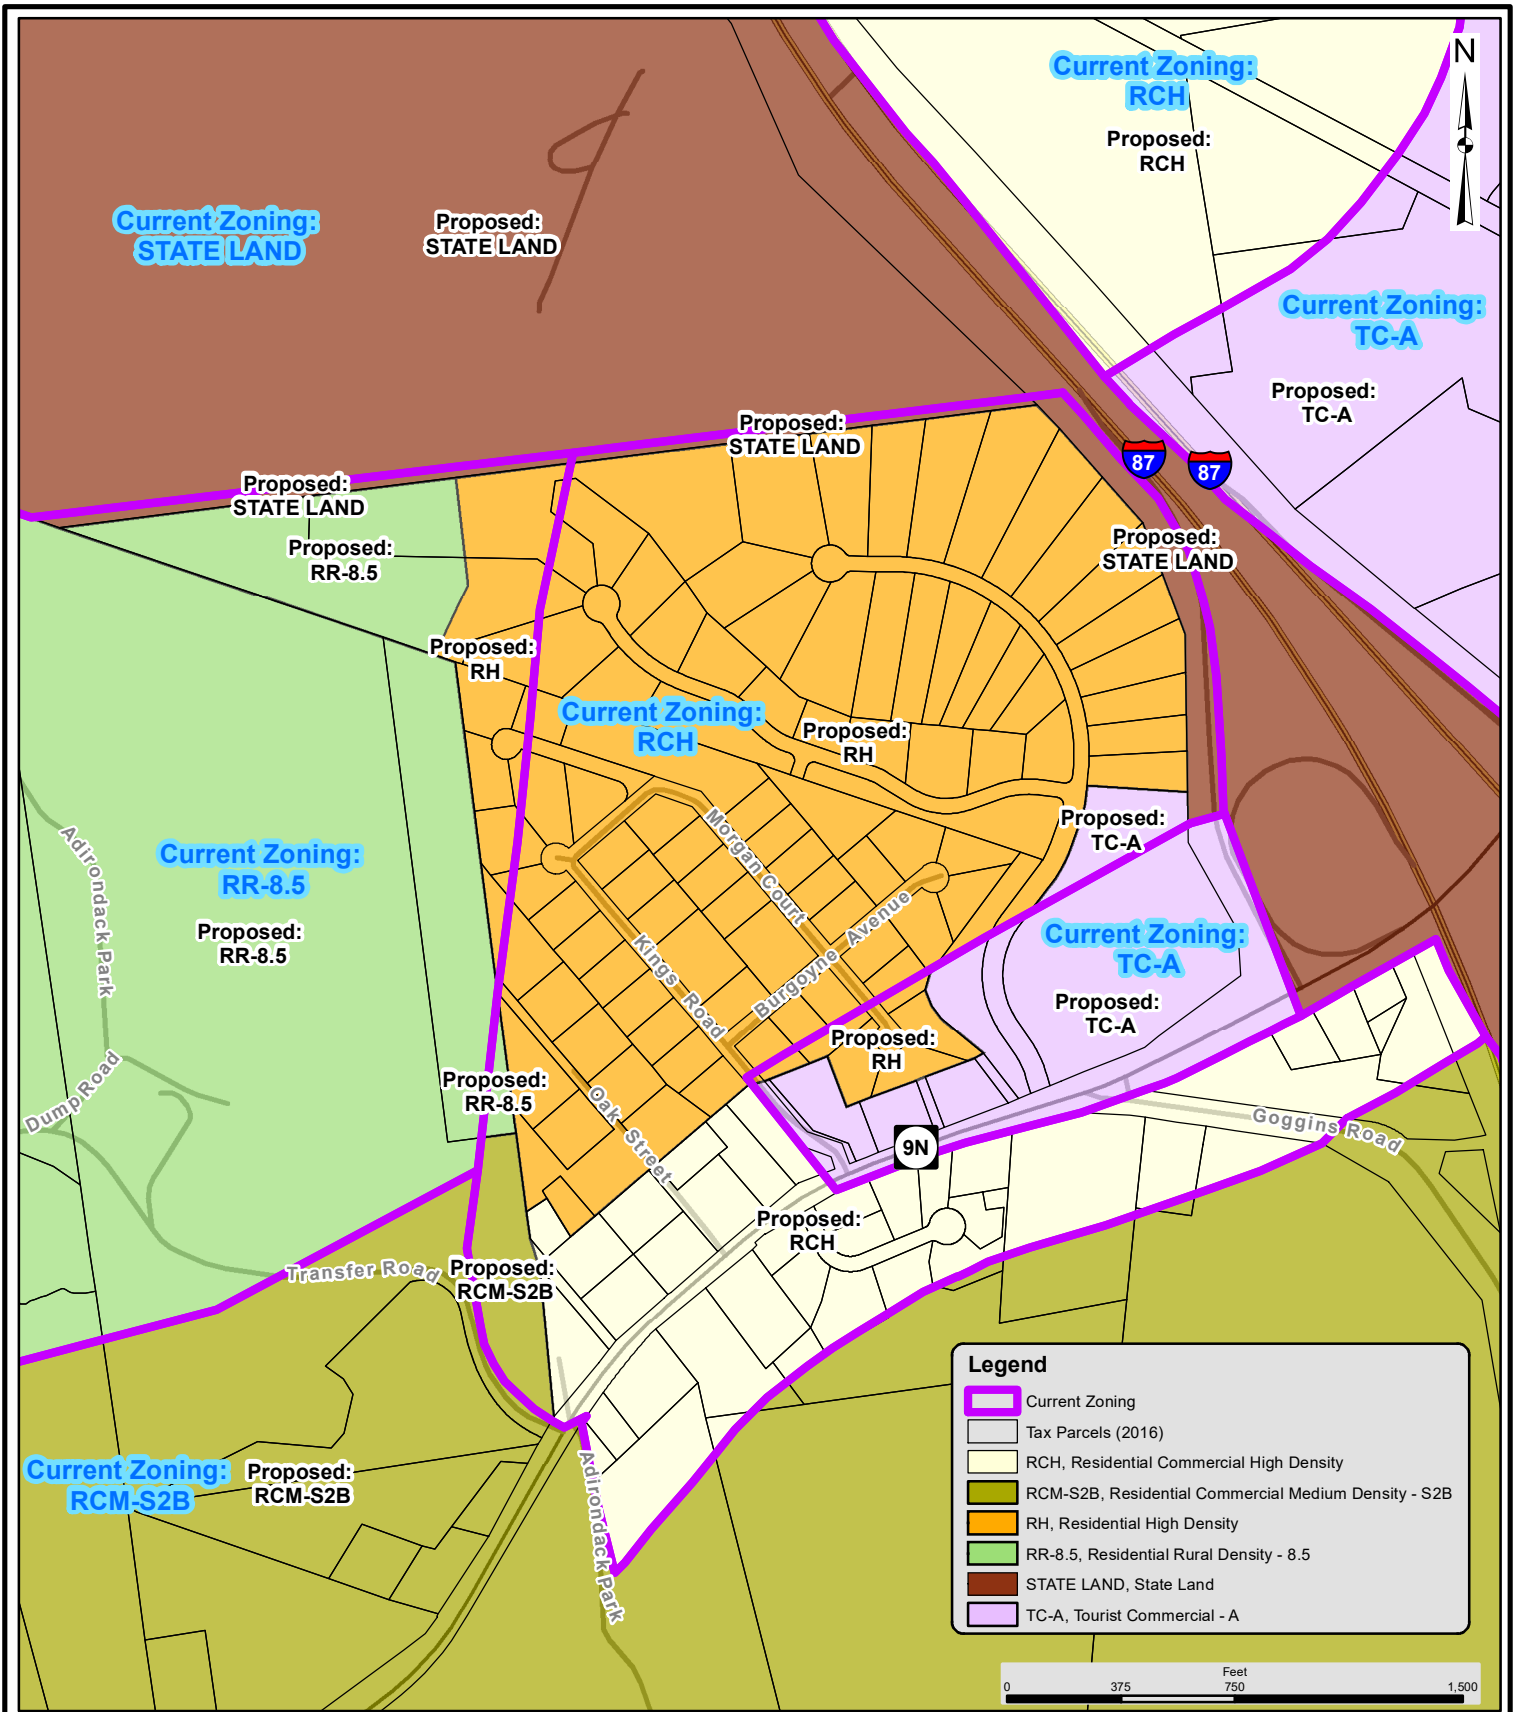 Current Zoning:
RCH
Proposed:
RCH
N
Current Zoning:
STATE LAND
Proposed:
STATE LAND
Current Zoning:
TC-A
Proposed:
TC-A
Proposed:
STATE LAND
87
87
Proposed:
STATE LAND
Proposed:
RR-8.5
Proposed:
STATE LAND
Proposed:
RH
Current Zoning:
RCH
Proposed:
RH
Proposed:
TC-A
Adirondack Park
Current Zoning:
RR-8.5
Proposed:
RR-8.5
Morgan Court
Kings Road
Burgoyne Avenue
Current Zoning:
TC-A
Proposed:
TC-A
Proposed:
RH
Dump Road
Proposed:
RR-8.5
Oak Street
9N
Goggins Road
Proposed:
RCH
Transfer Road
Proposed:
RCM-S2B
Current Zoning:
RCM-S2B
Proposed:
RCM-S2B
Adirondack Park
Legend
Current Zoning
Tax Parcels (2016)
RCH, Residential Commercial High Density
RCM-S2B, Residential Commercial Medium Density - S2B
RH, Residential High Density
RR-8.5, Residential Rural Density - 8.5
STATE LAND, State Land
TC-A, Tourist Commercial - A
Feet
0 375 750 1,500